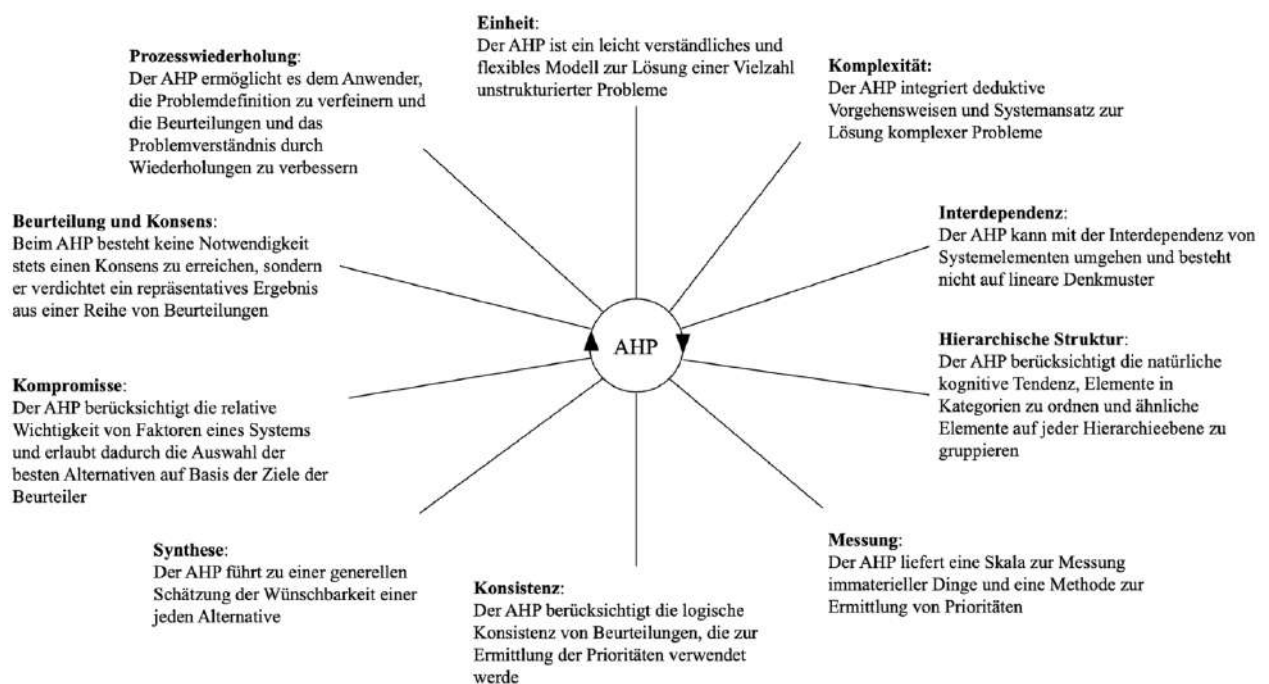 Einheit:
Der AHP ist ein leicht verständliches und
flexibles Modell zur Lösung einer Vielzahl
unstrukturierter Probleme
Komplexität:
Der AHP integriert deduktive
Vorgehensweisen und Systemansatz zur
Lösung komplexer Probleme
Interdependenz:
Der AHP kann mit der Interdependenz von
Systemelementen umgehen und besteht
nicht auf lineare Denkmuster
Hierarchische Struktur:
Der AHP berücksichtigt die natürliche
kognitive Tendenz, Elemente in
Kategorien zu ordnen und ähnliche
Elemente auf jeder Hierarchieebene zu
gruppieren
Messung:
Der AHP liefert eine Skala zur Messung
immaterieller Dinge und eine Methode zur
Ermittlung von Prioritäten
Konsistenz:
Der AHP berücksichtigt die logische
Konsistenz von Beurteilungen, die zur
Ermittlung der Prioritäten verwendet
werde
Synthese:
Der AHP führt zu einer generellen
Schätzung der Wünschbarkeit einer
jeden Alternative
Kompromisse:
Der AHP berücksichtigt die relative
Wichtigkeit von Faktoren eines Systems
und erlaubt dadurch die Auswahl der
besten Alternativen auf Basis der Ziele der
Beurteiler
Beurteilung und Konsens:
Beim AHP besteht keine Notwendigkeit
stets einen Konsens zu erreichen, sondern
er verdichtet ein repräsentatives Ergebnis
aus einer Reihe von Beurteilungen
Prozesswiederholung:
Der AHP ermöglicht es dem Anwender,
die Problemdefinition zu verfeinern und
die Beurteilungen und das
Problemverständnis durch
Wiederholungen zu verbessern
AHP